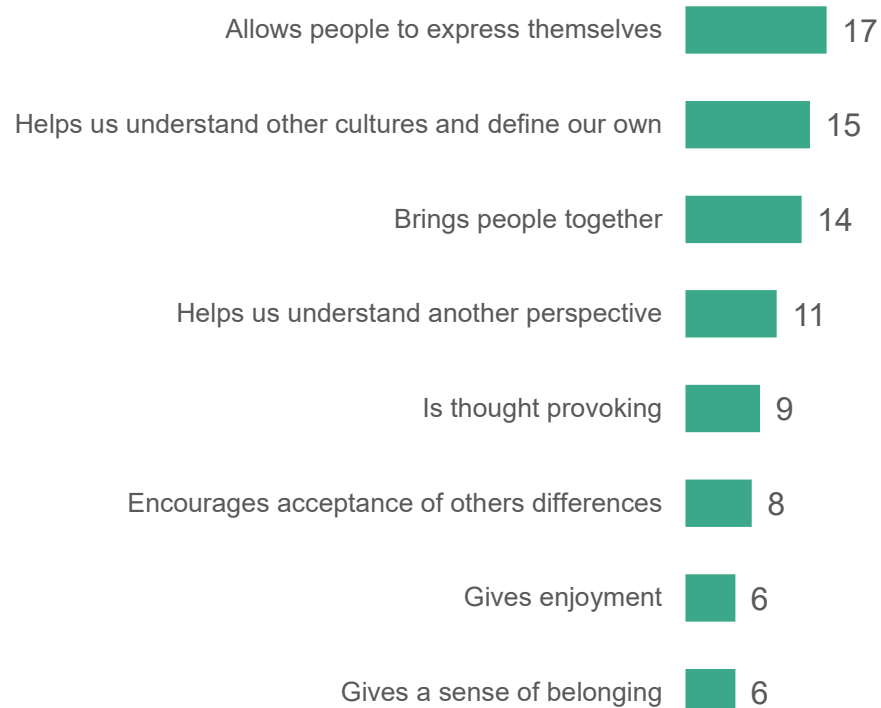 Allows people to express themselves 17
Helps us understand other cultures and define our own 15
Brings people together 14
Helps us understand another perspective 11
Is thought provoking 9
Encourages acceptance of others differences 8
Gives enjoyment 6
Gives a sense of belonging 6